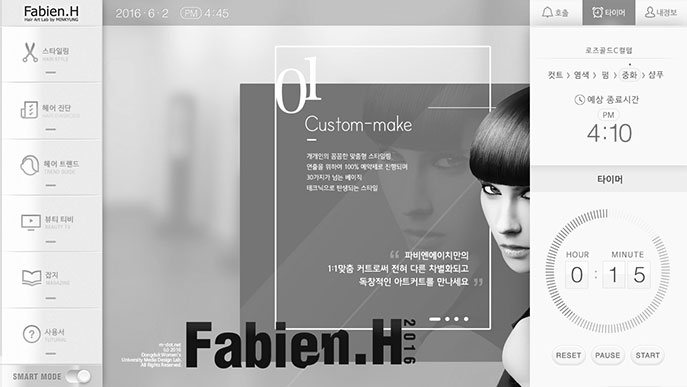 Fabien.H
Hair Art Lab by MINKYUNG
2016 · 6 · 2 PM 4:45
호출
타이머
내정보
스타일링
HAIR STYLE
헤어 진단
HAIR DIAGNOSIS
헤어 트랜드
TREND GUIDE
뷰티 티비
BEAUTY TV
잡지
MAGAZINE
사용서
TUTORIAL
SMART MODE
01
Custom-make
개개인의 꼼꼼한 맞춤형 스타일링
연출을 위하여 100% 예약제로 진행되며
30가지가 넘는 베이직
테크닉으로 탄생되는 스타일
“ 파비앤에이치만의
1:1맞춤 커트로써 전혀 다른 차별화되고
독창적인 아트커트를 만나세요 ”
m-dot.net
(c) 2016
DongduK Women's
University Media Design Lab.
All Rights Reserved.
Fabien.H
2016
로즈골드C컬펌
컷트 > 염색 > 펌 > 중화 > 샴푸
예상 종료시간
PM
4:10
타이머
HOUR MINUTE
0 : 1 5
RESET PAUSE START